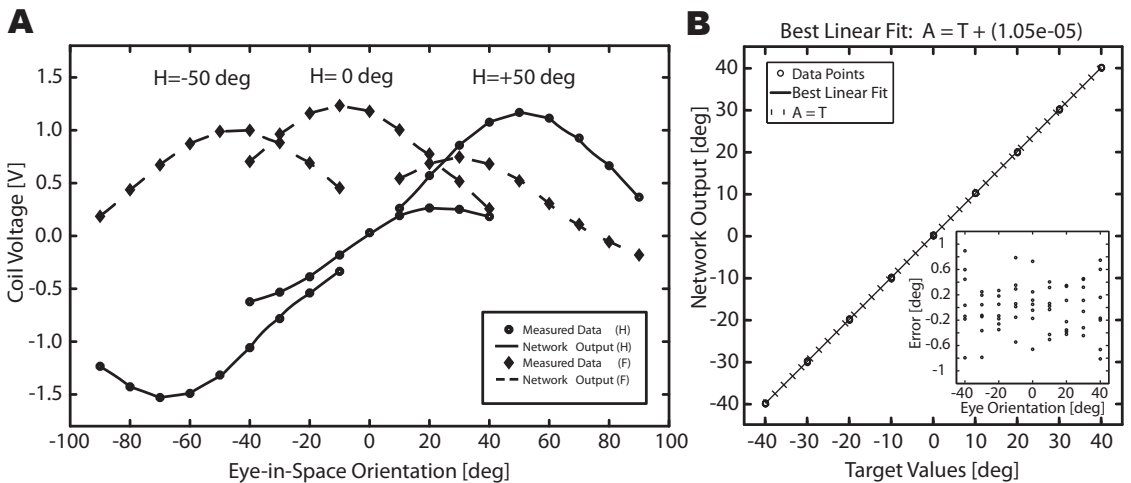 A
H=-50 deg
H= 0 deg
H=+50 deg
1.5
1.0
0.5
0.0
-0.5
-1.0
-1.5
Coil Voltage [V]
Measured Data (H)
Network Output (H)
Measured Data (F)
Network Output (F)
-100 -80 -60 -40 -20 0 20 40 60 80 100
Eye-in-Space Orientation [deg]
B
Best Linear Fit: A = T + (1.05e-05)
40
30
20
10
0
-10
-20
-30
-40
Network Output [deg]
Data Points
Best Linear Fit
A = T
1
0.6
0.2
-0.2
-0.6
-1
Error [deg]
-40 -20 0 20 40
Eye Orientation [deg]
-40 -30 -20 -10 0 10 20 30 40
Target Values [deg]